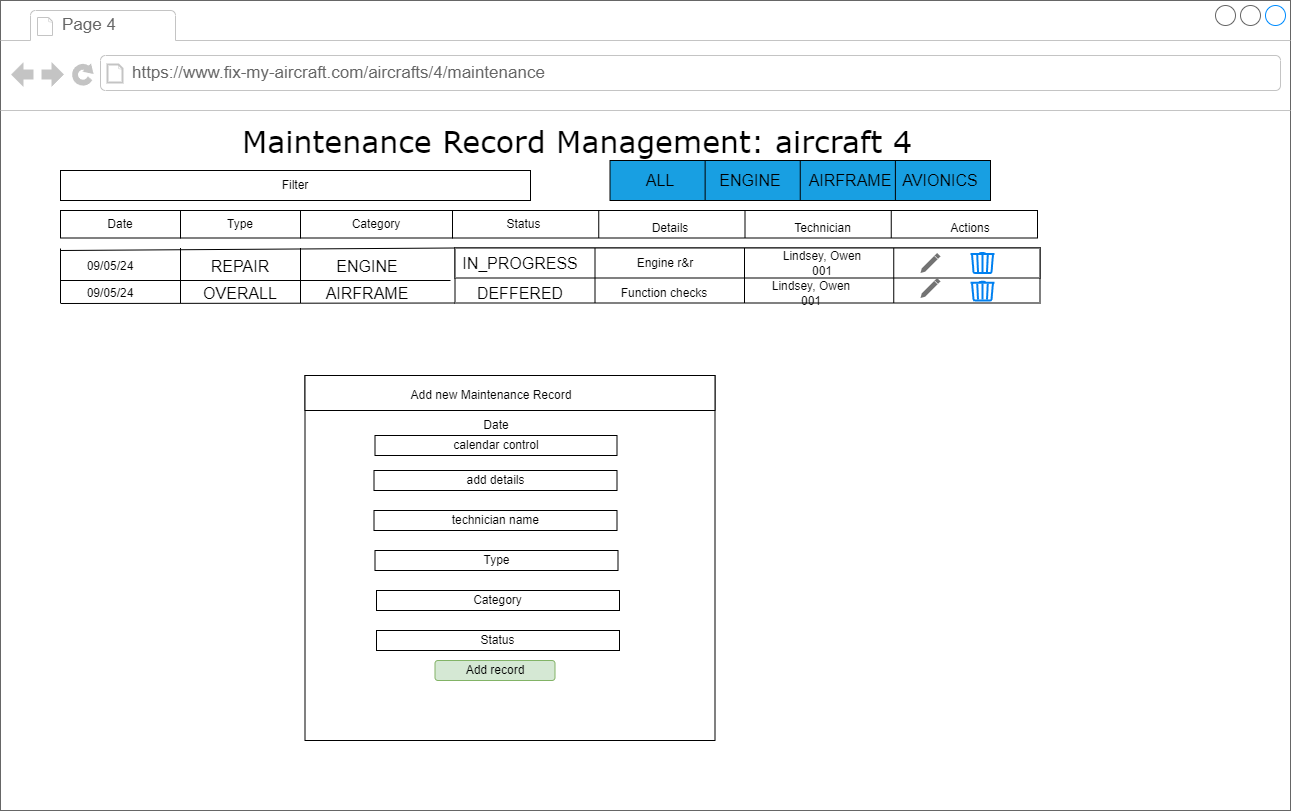 Page 4
https://www.fix-my-aircraft.com/aircrafts/4/maintenance
Maintenance Record Management: aircraft 4
Filter
ALL ENGINE AIRFRAME AVIONICS
Date Type Category Status Details Technician Actions
09/05/24 REPAIR ENGINE IN_PROGRESS Engine r&r Lindsey, Owen
001
09/05/24 OVERALL AIRFRAME DEFFERED Function checks Lindsey, Owen
001
Add new Maintenance Record
Date
calendar control
add details
technician name
Type
Category
Status
Add record